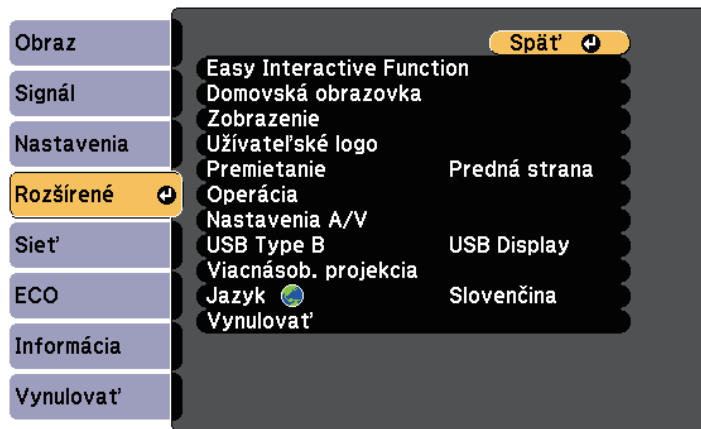 Obraz
Signál
Nastavenia
Rozšírené
Sieť
ECO
Informácia
Vynulovať
Späť
Easy Interactive Function
Domovská obrazovka
Zobrazenie
Užívateľské logo
Premietanie Predná strana
Operácia
Nastavenia A/V
USB Type B USB Display
Viacnásob. projekcia
Jazyk Slovenčina
Vynulovať